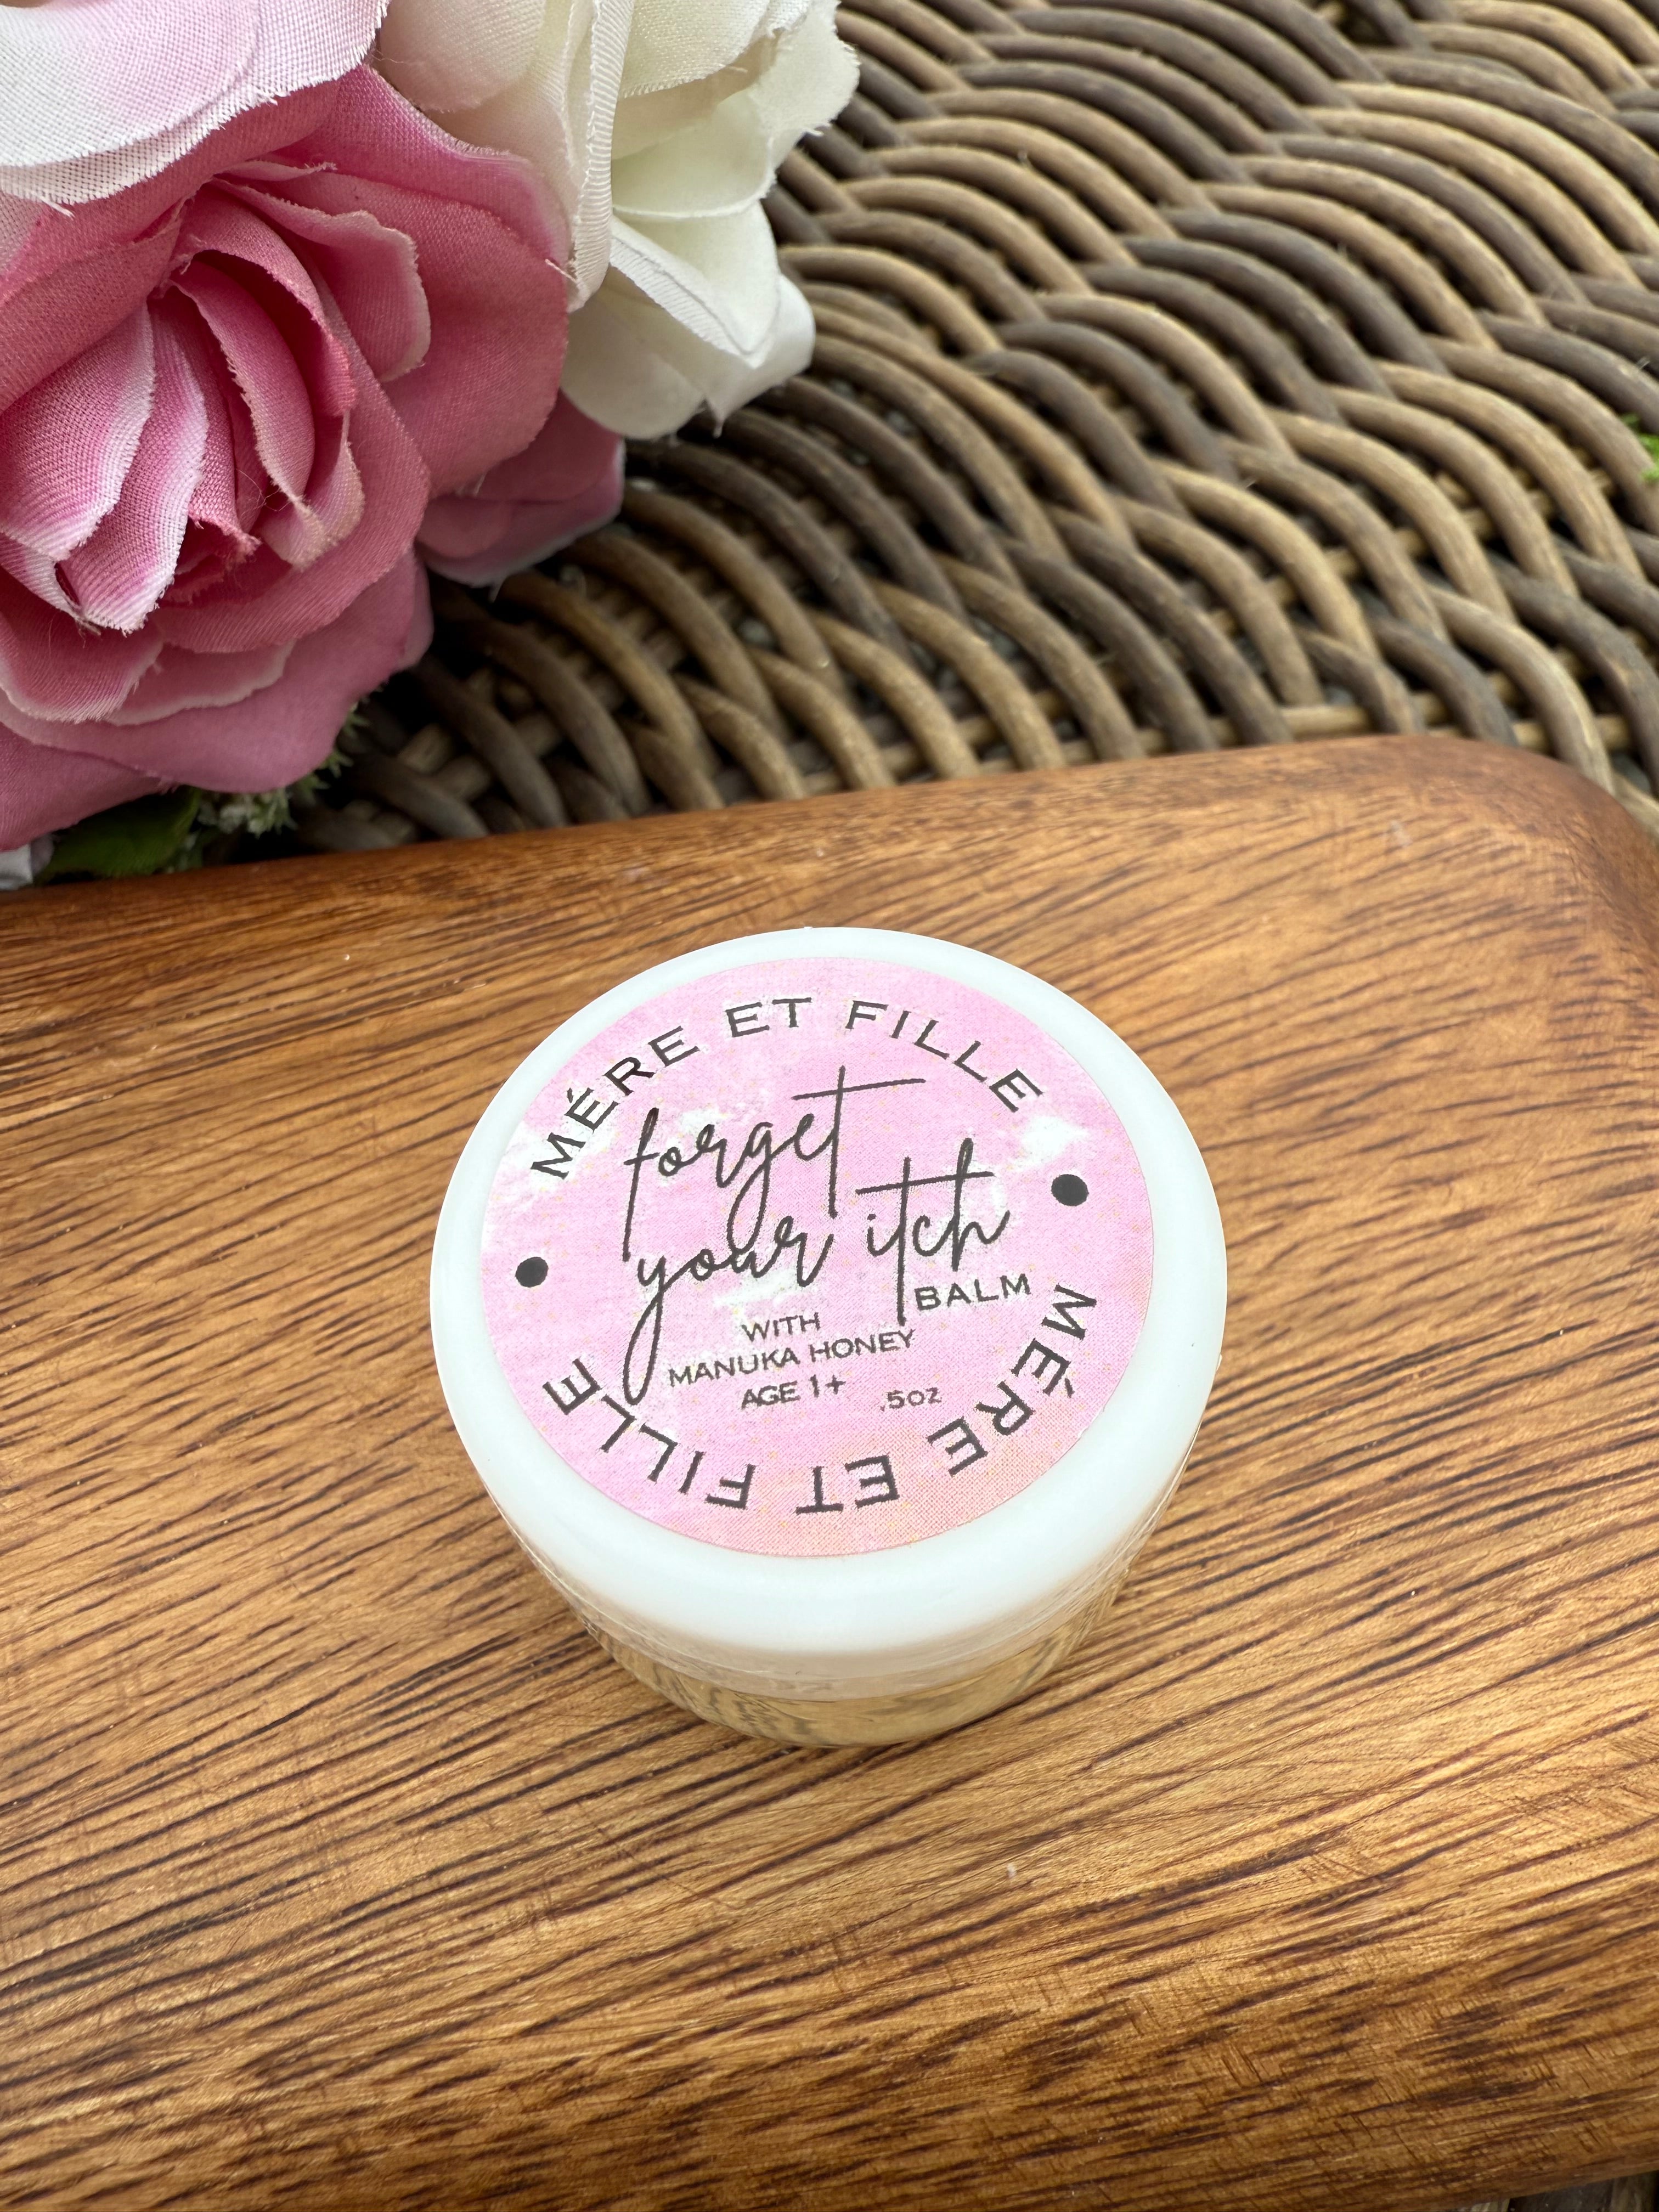 MÉRE ET FILLE
forget
your itch
BALM
WITH
MANUKA HONEY
AGE 1+
.5oz
MÉRE ET FILLE